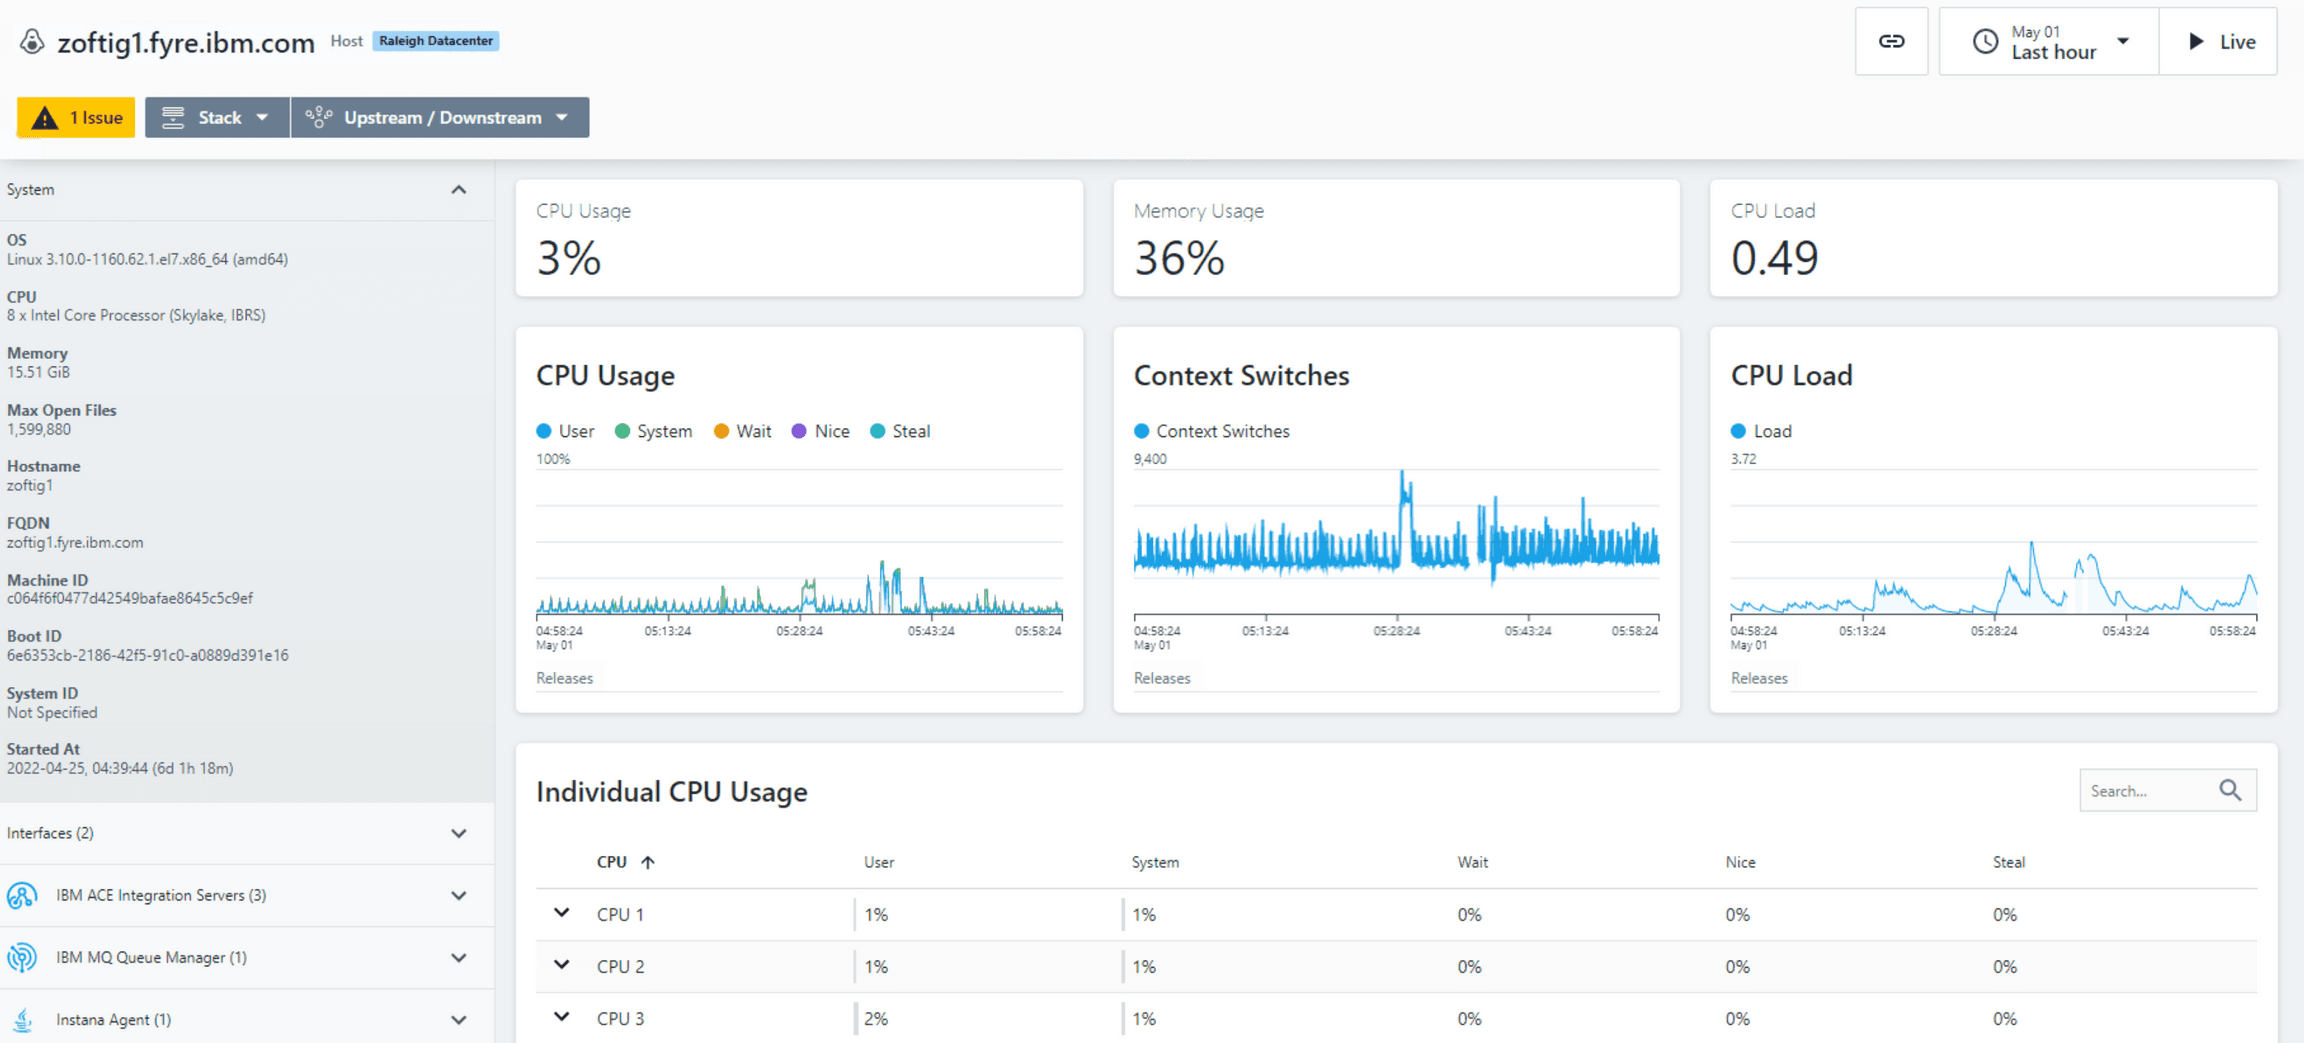 zoftig1.fyre.ibm.com Host Raleigh Datacenter
May 01
Last hour
Live
1 Issue
Stack
Upstream / Downstream
System
OS
Linux 3.10.0-1160.62.1.el7.x86_64 (amd64)
CPU
8 x Intel Core Processor (Skylake, IBRS)
Memory
15.51 GiB
Max Open Files
1,599,880
Hostname
zoftig1
FQDN
zoftig1.fyre.ibm.com
Machine ID
c064f6f0477d42549bafae8645c5c9ef
Boot ID
6e6353cb-2186-42f5-91c0-a0889d391e16
System ID
Not Specified
Started At
2022-04-25, 04:39:44 (6d 1h 18m)
Interfaces (2)
IBM ACE Integration Servers (3)
IBM MQ Queue Manager (1)
Instana Agent (1)
CPU Usage
3%
Memory Usage
36%
CPU Load
0.49
CPU Usage
User System Wait Nice Steal
100%
04:58:24 05:13:24 05:28:24 05:43:24 05:58:24
May 01
Releases
Context Switches
Context Switches
9,400
04:58:24 05:13:24 05:28:24 05:43:24 05:58:24
May 01
Releases
CPU Load
Load
3.72
04:58:24 05:13:24 05:28:24 05:43:24 05:58:24
May 01
Releases
Individual CPU Usage
Search...
CPU User System Wait Nice Steal
CPU 1 1% 1% 0% 0% 0%
CPU 2 1% 1% 0% 0% 0%
CPU 3 2% 1% 0% 0% 0%